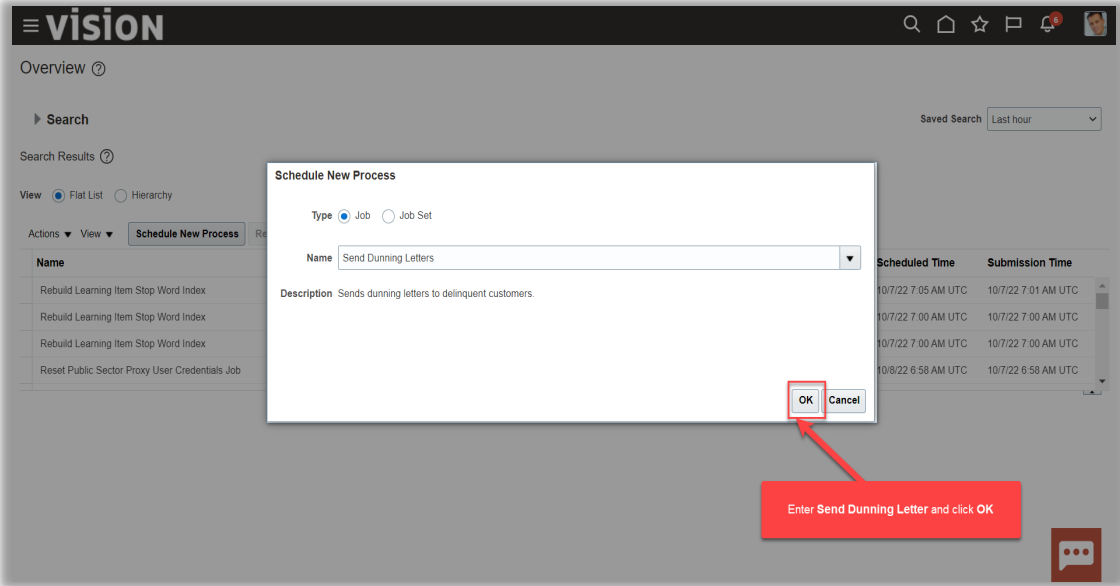 VISION
6
Overview ?
Search
Saved Search Last hour
Search Results ?
View Flat List Hierarchy
Actions View Schedule New Process Re
Name Scheduled Time Submission Time
Rebuild Learning Item Stop Word Index 10/7/22 7:05 AM UTC 10/7/22 7:01 AM UTC
Rebuild Learning Item Stop Word Index 10/7/22 7:00 AM UTC 10/7/22 7:00 AM UTC
Rebuild Learning Item Stop Word Index 10/7/22 7:00 AM UTC 10/7/22 7:00 AM UTC
Reset Public Sector Proxy User Credentials Job 10/8/22 6:58 AM UTC 10/7/22 6:58 AM UTC
Schedule New Process
Type Job Job Set
Name Send Dunning Letters
Description Sends dunning letters to delinquent customers.
OK Cancel
Enter Send Dunning Letter and click OK